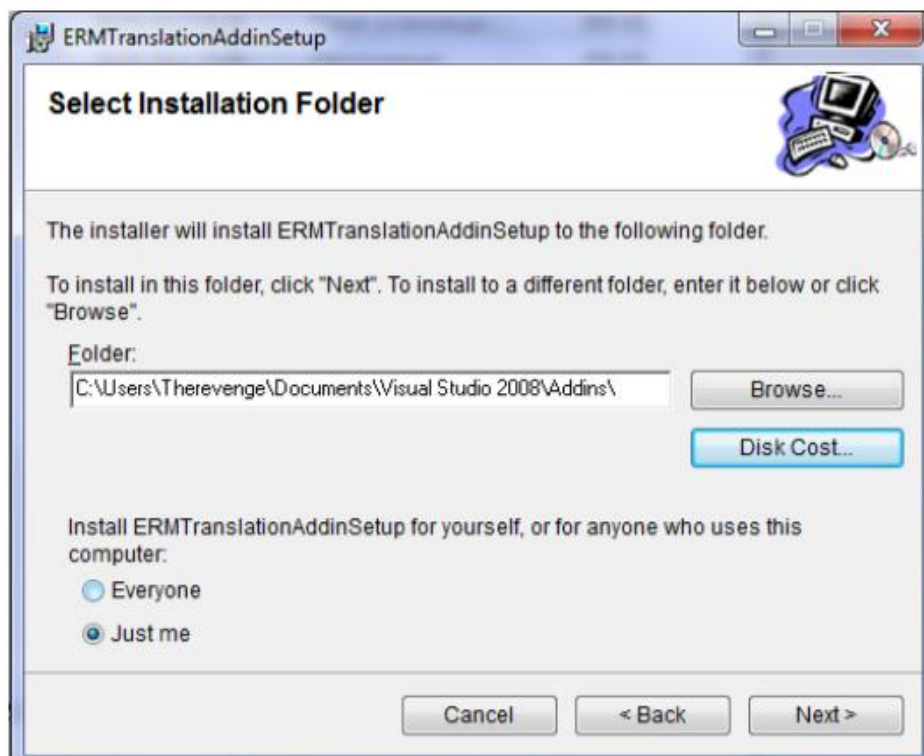 ERMTranslationAddinSetup
Select Installation Folder
The installer will install ERMTranslationAddinSetup to the following folder.
To install in this folder, click "Next". To install to a different folder, enter it below or click
"Browse".
Folder:
C:\Users\Therevenge\Documents\Visual Studio 2008\Addins\
Browse...
Disk Cost...
Install ERMTranslationAddinSetup for yourself, or for anyone who uses this
computer:
Everyone
Just me
Cancel
< Back
Next >